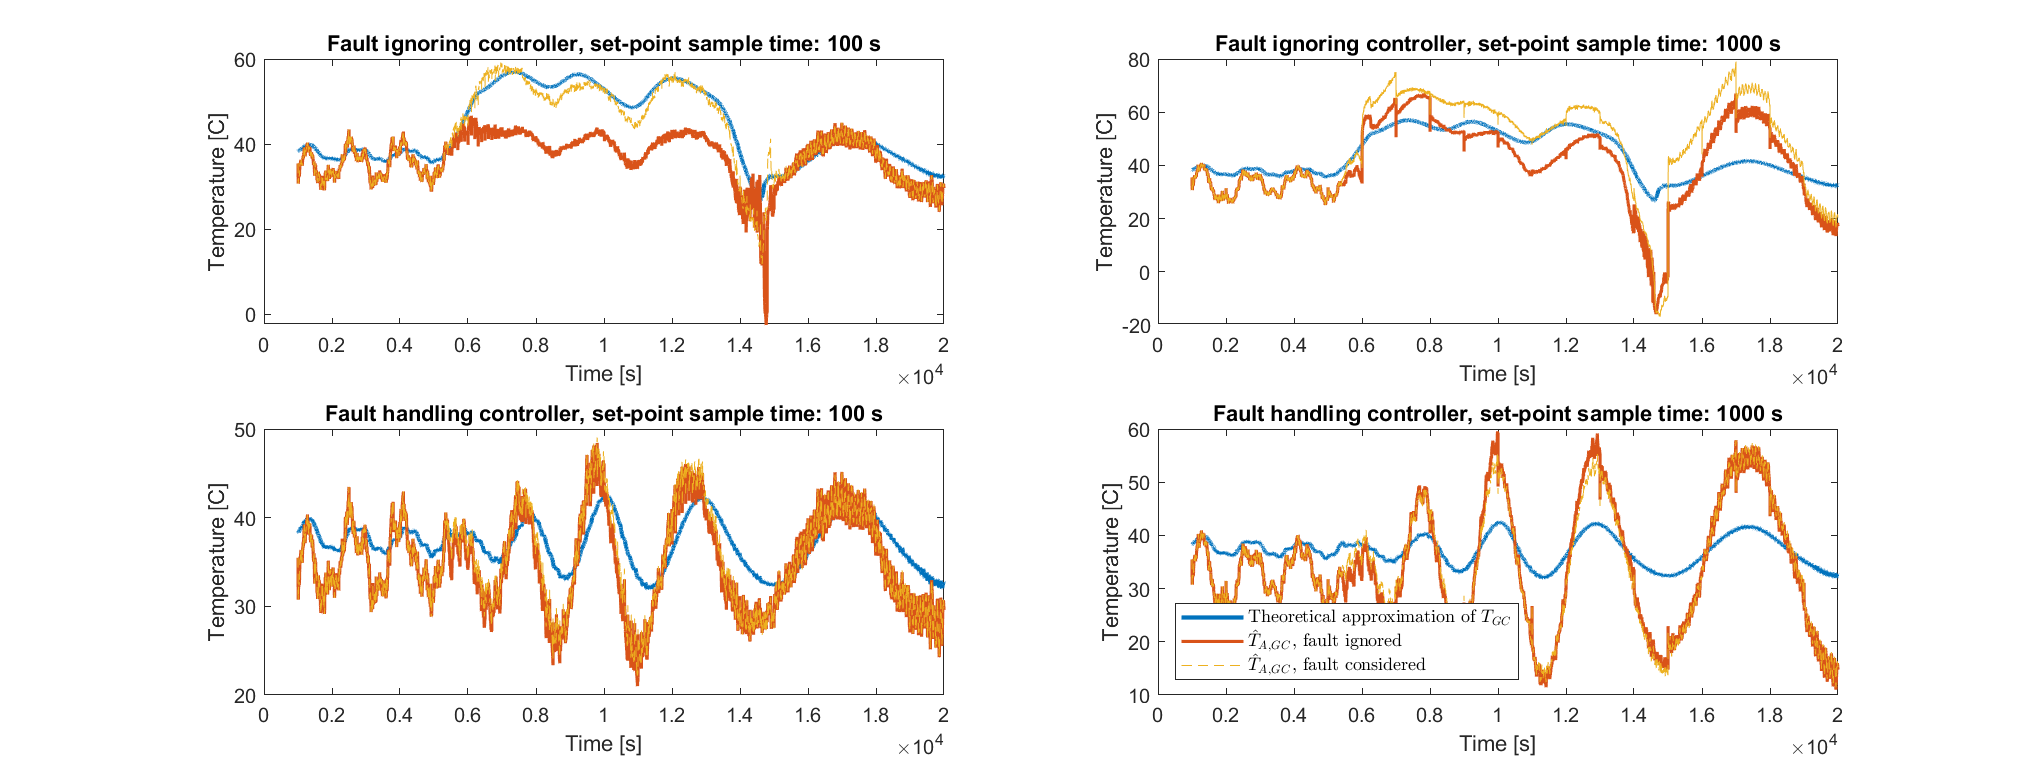 Fault ignoring controller, set-point sample time: 100 s
60
40
20
0
Temperature [C]
0 0.2 0.4 0.6 0.8 1 1.2 1.4 1.6 1.8 2
Time [s]
×10^4
Fault ignoring controller, set-point sample time: 1000 s
80
60
40
20
0
-20
Temperature [C]
0 0.2 0.4 0.6 0.8 1 1.2 1.4 1.6 1.8 2
Time [s]
×10^4
Fault handling controller, set-point sample time: 100 s
50
40
30
20
Temperature [C]
0 0.2 0.4 0.6 0.8 1 1.2 1.4 1.6 1.8 2
Time [s]
×10^4
Fault handling controller, set-point sample time: 1000 s
60
50
40
30
20
10
Temperature [C]
Theoretical approximation of T_{GC}
T̂_{A,GC}, fault ignored
T̂_{A,GC}, fault considered
0 0.2 0.4 0.6 0.8 1 1.2 1.4 1.6 1.8 2
Time [s]
×10^4